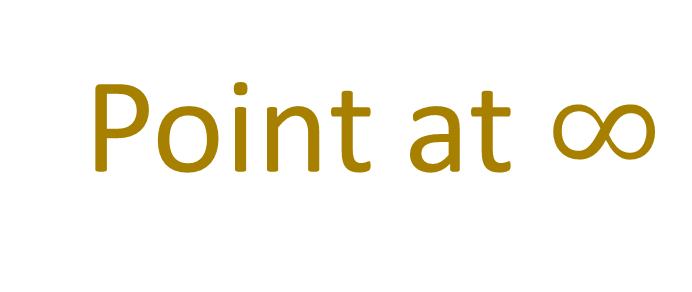 Point at ∞